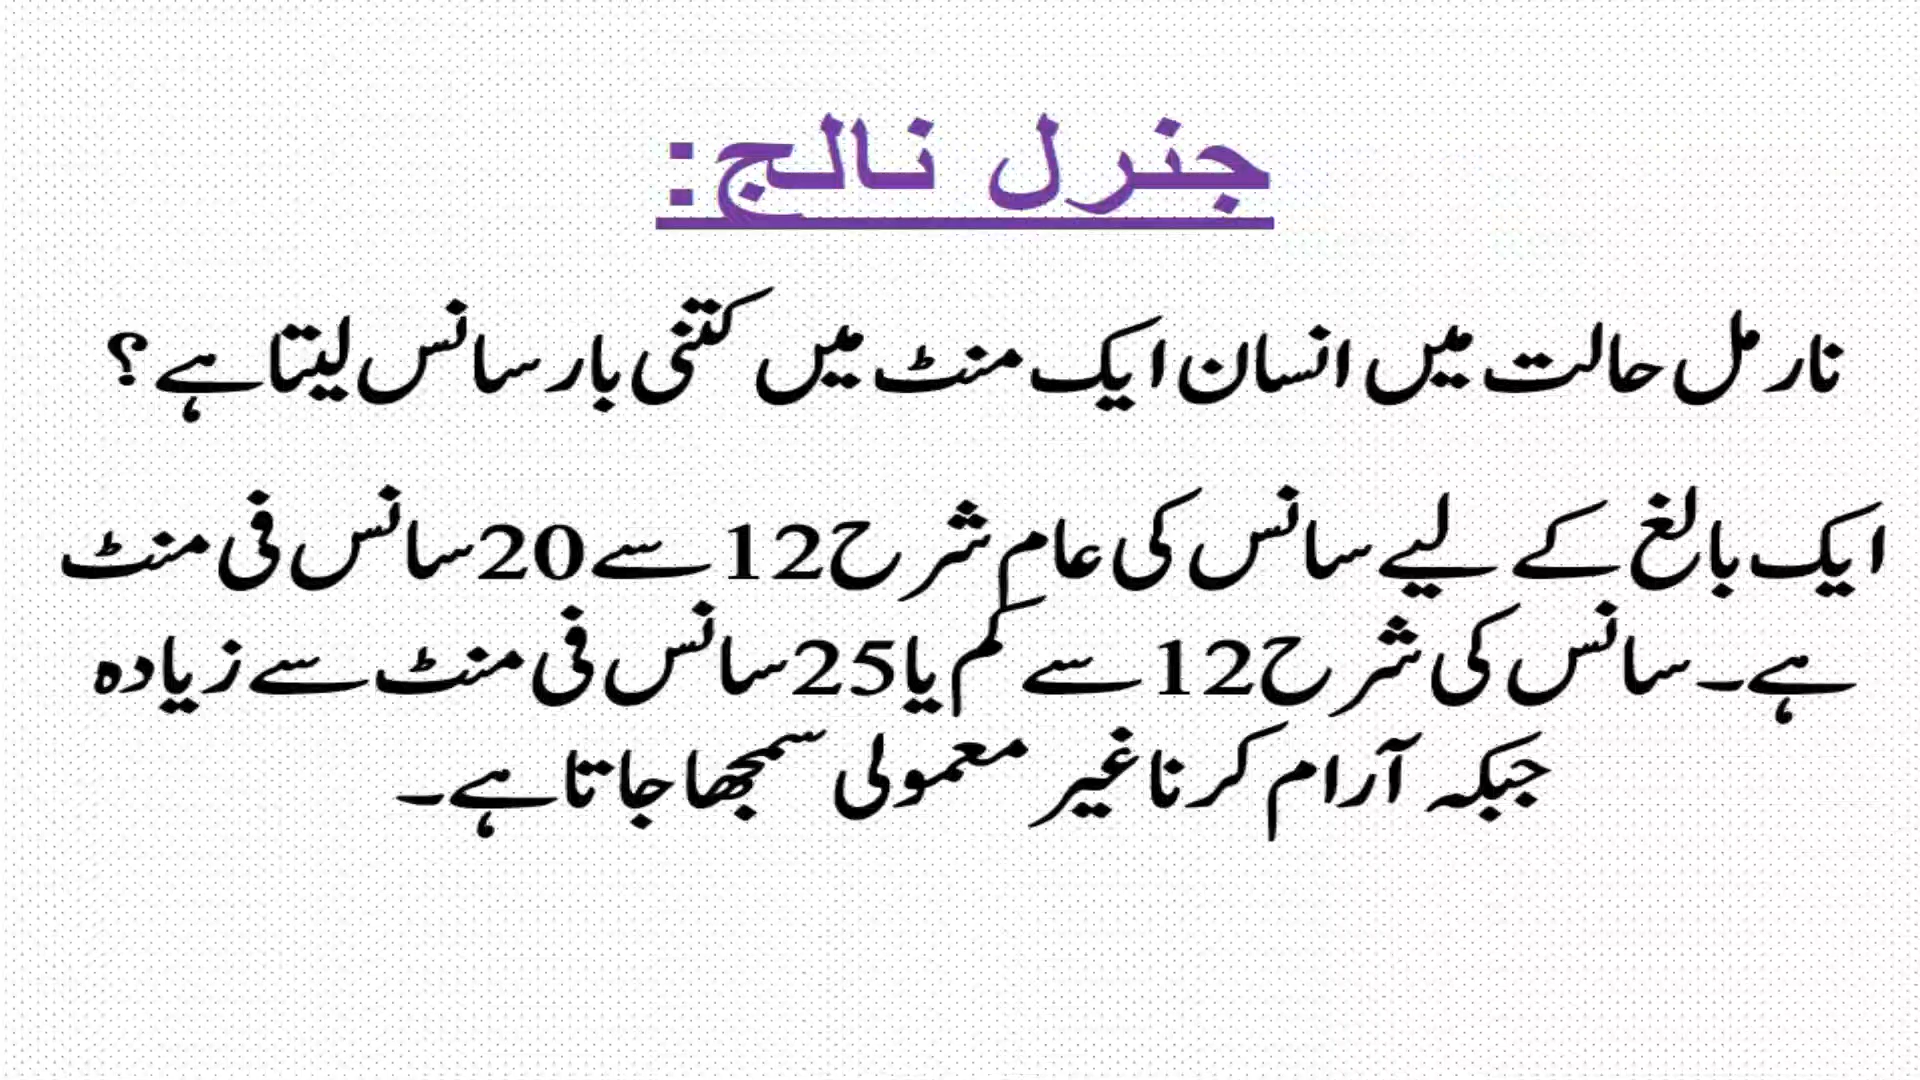 جنرل نالج:
نارمل حالت میں انسان ایک منٹ میں کتنی بار سانس لیتا ہے؟
ایک بالغ کے لیے سانس کی عام شرح 12 سے 20 سانس فی منٹ
ہے۔ سانس کی شرح 12 سے کم یا 25 سانس فی منٹ سے زیادہ
جبکہ آرام کرنا غیر معمولی سمجھا جاتا ہے۔